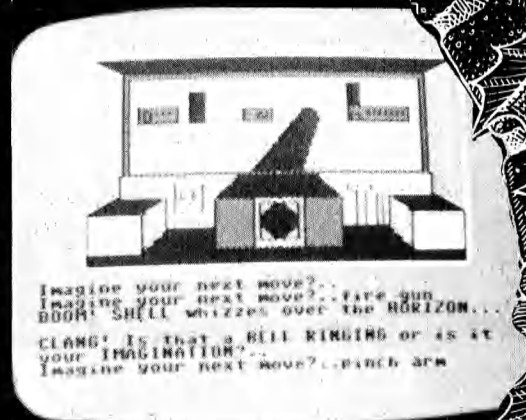 Imagine your next move?..
Imagine your next move?..fire gun
BOOM! SHELL whizzes over the HORIZON...
CLANG! Is that a BELL RINGING or is it
your IMAGINATION?..
Imagine your next move?..pinch arm